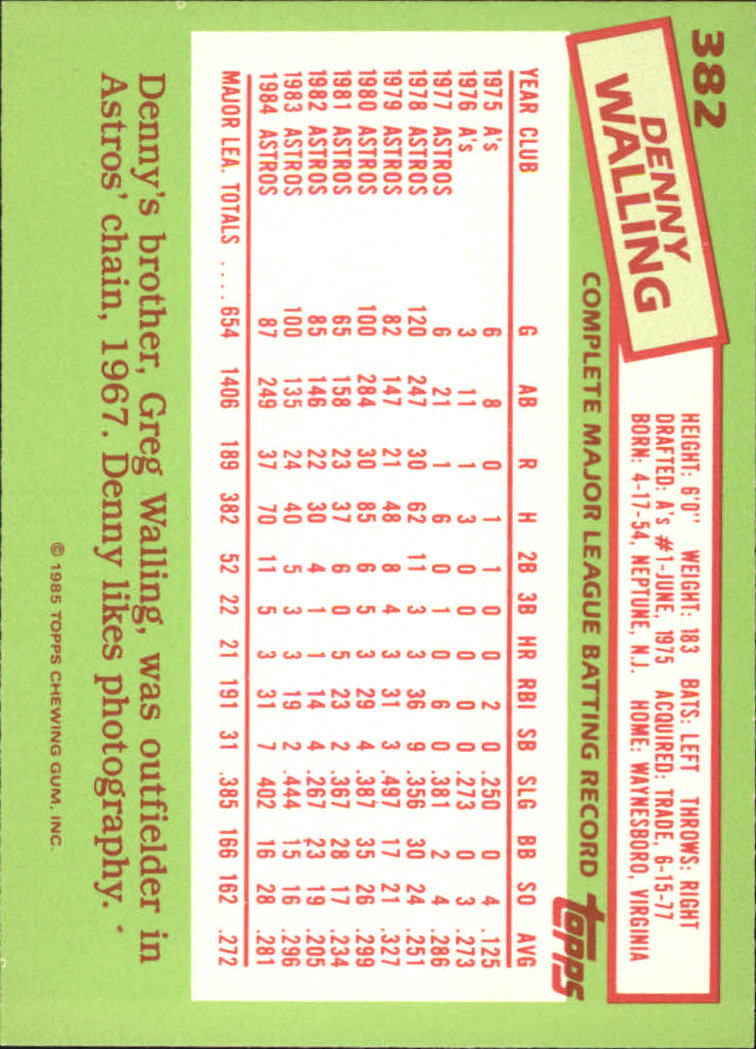 382
DENNY
WALLING
HEIGHT: 6'0" WEIGHT: 183 BATS: LEFT THROWS: RIGHT
DRAFTED: A's #1-JUNE, 1975 ACQUIRED: TRADE, 6-15-77
BORN: 4-17-54, NEPTUNE, N.J. HOME: WAYNESBORO, VIRGINIA
COMPLETE MAJOR LEAGUE BATTING RECORD topps
YEAR CLUB G AB R H 2B 3B HR RBI SB SLG BB SO AVG
1975 A's 6 8 0 1 1 0 0 2 0 .250 0 4 .125
1976 A's 3 11 1 3 0 0 0 0 0 .273 0 3 .273
1977 ASTROS 6 21 1 6 0 1 0 6 0 .381 2 4 .286
1978 ASTROS 120 247 30 62 11 3 3 36 9 .356 30 24 .251
1979 ASTROS 82 147 21 48 8 4 3 31 3 .497 17 21 .327
1980 ASTROS 100 284 30 85 6 5 3 29 4 .387 35 26 .299
1981 ASTROS 65 158 23 37 6 0 5 23 2 .367 28 17 .234
1982 ASTROS 85 146 22 30 4 1 1 14 4 .267 23 19 .205
1983 ASTROS 100 135 24 40 5 3 3 19 2 .444 15 16 .296
1984 ASTROS 87 249 37 70 11 5 3 31 7 402 16 28 .281
MAJOR LEA. TOTALS .... 654 1406 189 382 52 22 21 191 31 .385 166 162 .272
Denny's brother, Greg Walling, was outfielder in
Astros' chain, 1967. Denny likes photography.
© 1985 TOPPS CHEWING GUM, INC.